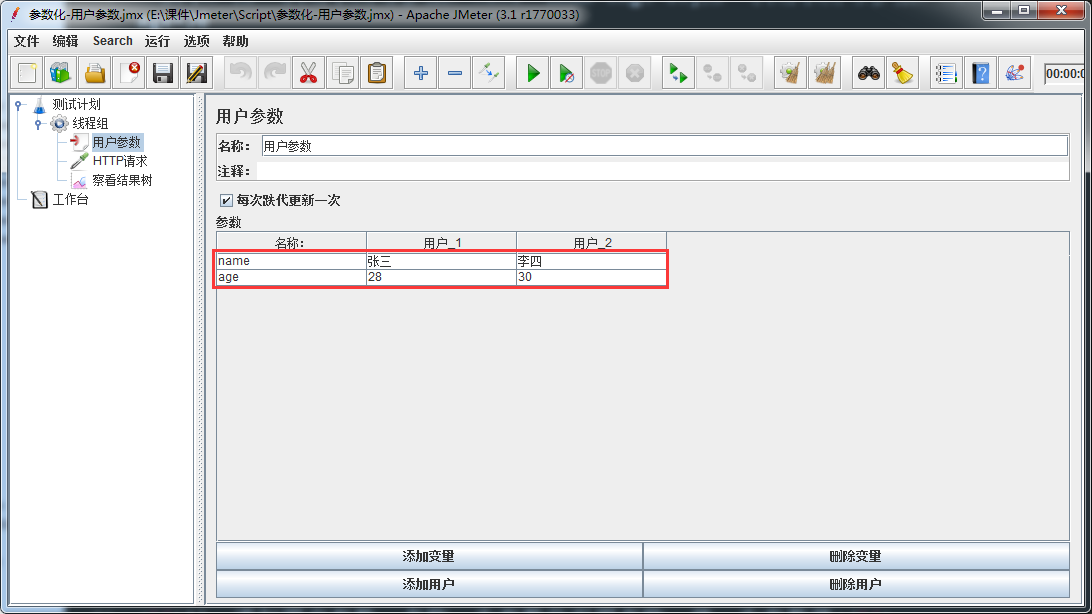 参数化-用户参数.jmx (E:\课件\Jmeter\Script\参数化-用户参数.jmx) - Apache JMeter (3.1 r1770033)
文件 编辑 Search 运行 选项 帮助
STOP
00:00:0
测试计划
线程组
用户参数
HTTP请求
察看结果树
工作台
用户参数
名称: 用户参数
注释:
每次跌代更新一次
参数
名称: 用户_1 用户_2
name 张三 李四
age 28 30
添加变量 删除变量
添加用户 删除用户